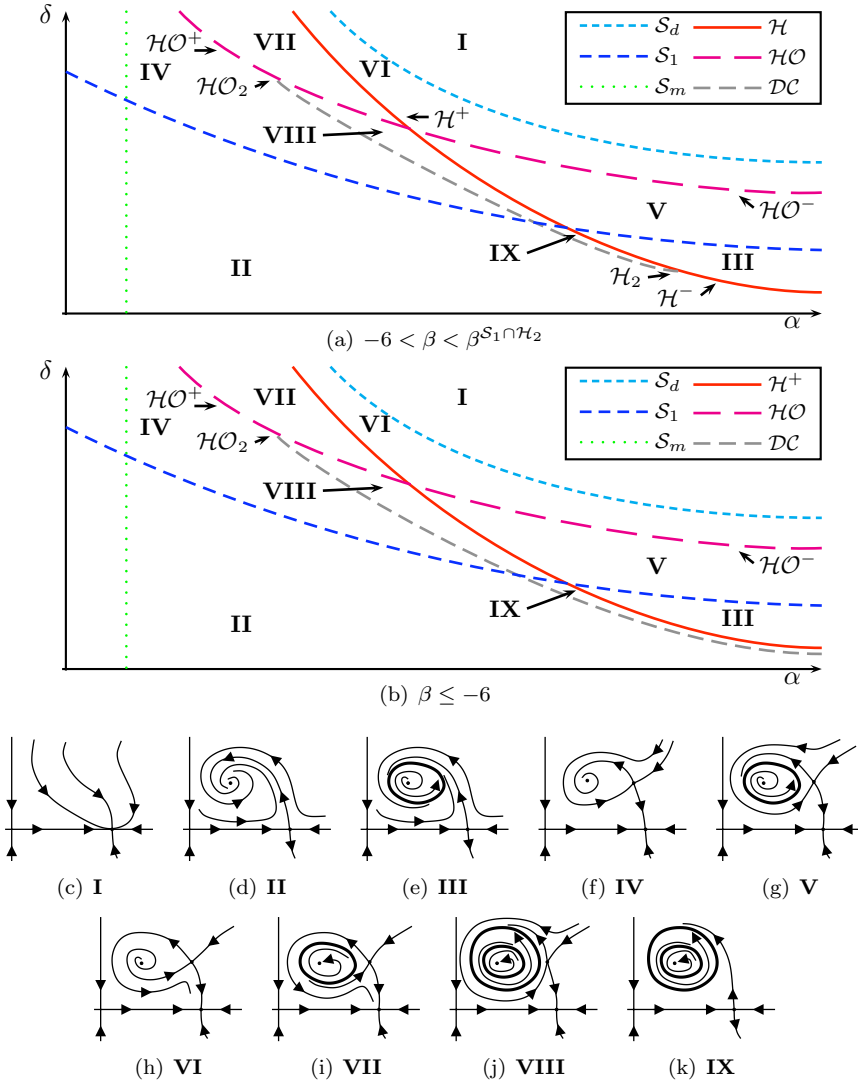 δ
HO⁺
VII
I
IV
VI
HO₂
H⁺
VIII
V
HO⁻
II
IX
III
H₂
H⁻
α
S_d H
S₁ HO
S_m DC
(a) −6 < β < β^{S₁∩H₂}
δ
HO⁺
VII
I
IV
VI
HO₂
VIII
V
HO⁻
II
IX
III
α
S_d H⁺
S₁ HO
S_m DC
(b) β ≤ −6
(c) I (d) II (e) III (f) IV (g) V
(h) VI (i) VII (j) VIII (k) IX